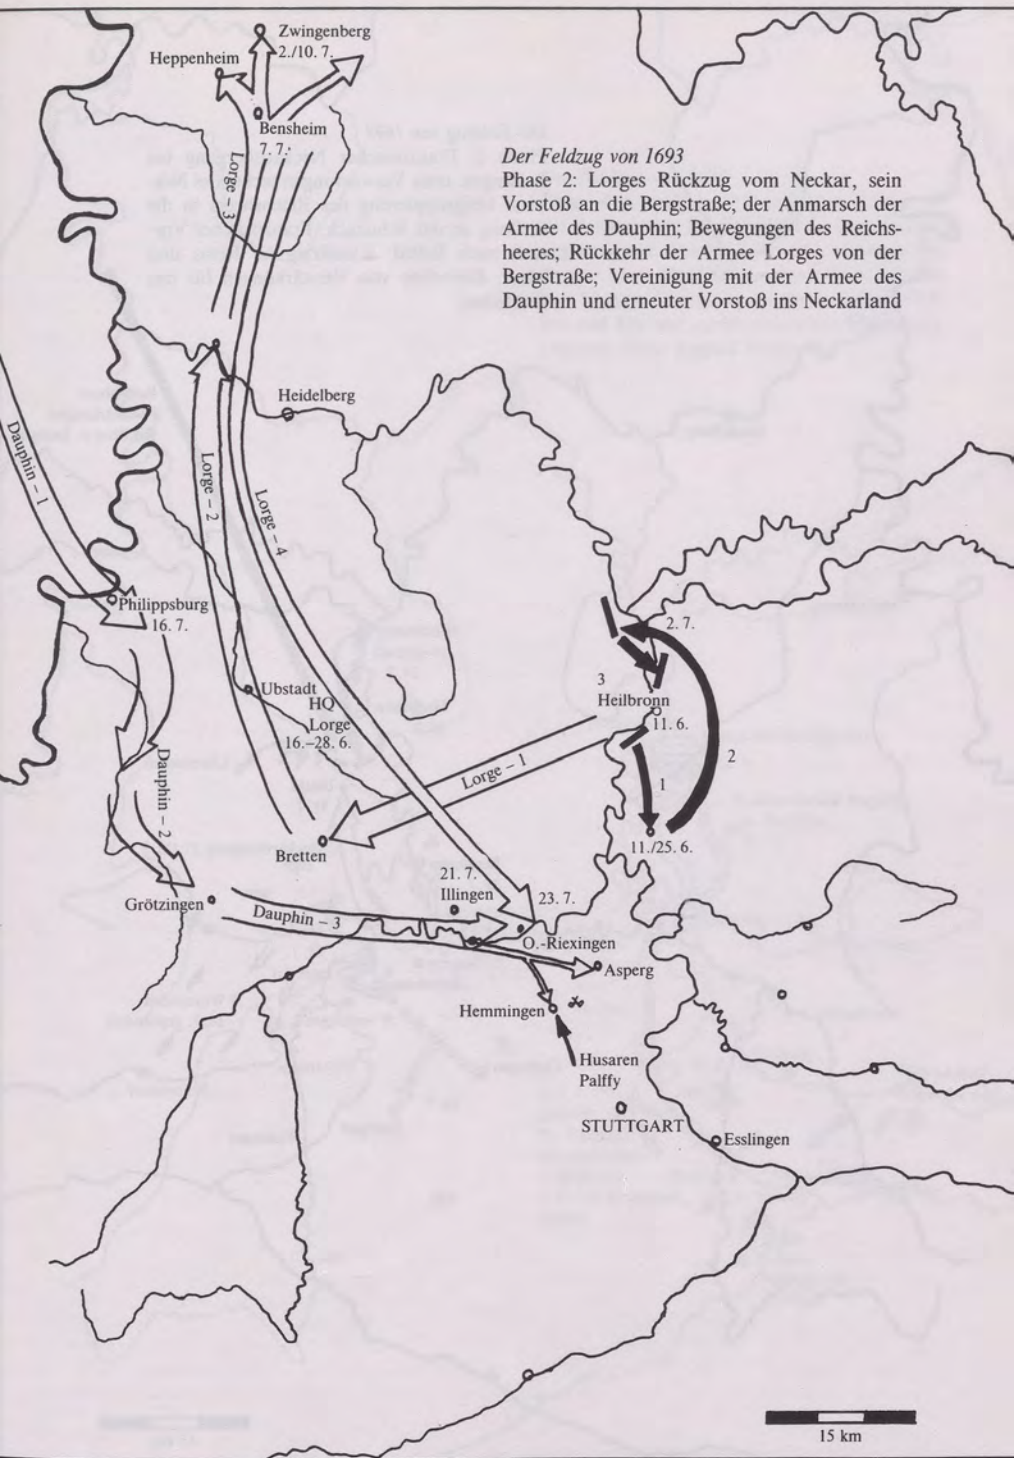 Zwingenberg
2./10. 7.
Heppenheim
Bensheim
7. 7.
Lorge – 3
Der Feldzug von 1693
Phase 2: Lorges Rückzug vom Neckar, sein
Vorstoß an die Bergstraße; der Anmarsch der
Armee des Dauphin; Bewegungen des Reichs-
heeres; Rückkehr der Armee Lorges von der
Bergstraße; Vereinigung mit der Armee des
Dauphin und erneuter Vorstoß ins Neckarland
Heidelberg
Dauphin – 1
Lorge – 2
Lorge – 4
Philippsburg
16. 7.
2. 7.
3
Heilbronn
11. 6.
Ubstadt
HQ
Lorge
16.–28. 6.
Lorge – 1
1
2
Dauphin – 2
11./25. 6.
Bretten
21. 7.
Illingen
23. 7.
Grötzingen
Dauphin – 3
O.-Riexingen
Asperg
Hemmingen
Husaren
Palffy
STUTTGART
Esslingen
15 km